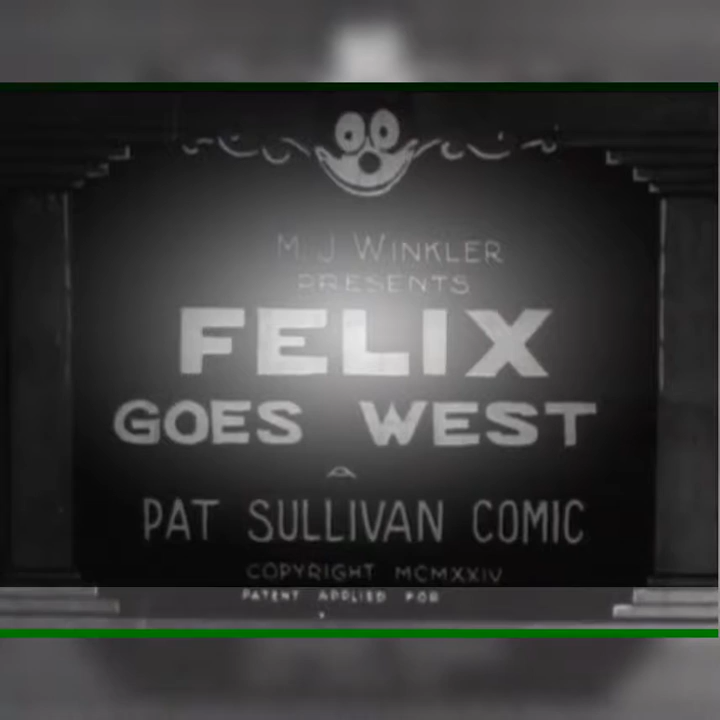 M. J WINKLER
PRESENTS
FELIX
GOES WEST
A
PAT SULLIVAN COMIC
COPYRIGHT MCMXXIV
PATENT APPLIED FOR